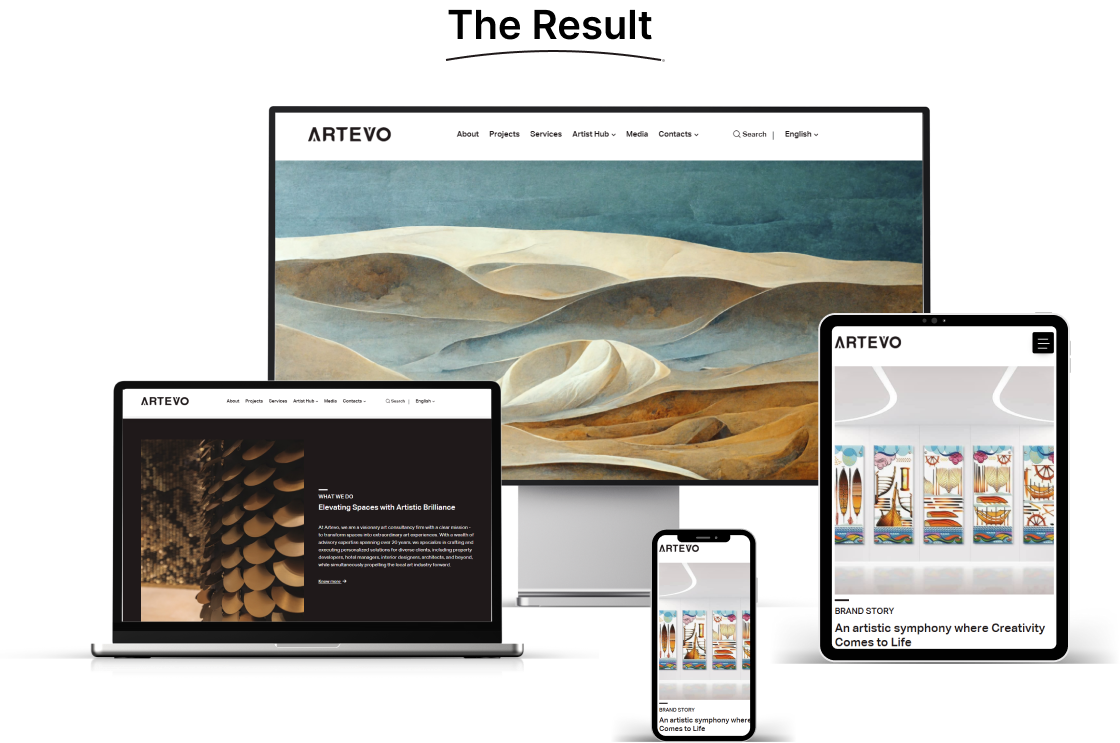 The Result
ARTEVO
About Projects Services Artist Hub Media Contacts Search | English
ARTEVO
About Projects Services Artist Hub Media Contacts Search | English
WHAT WE DO
Elevating Spaces with Artistic Brilliance
At Artevo, we are a visionary art consultancy firm with a clear mission -
to transform spaces into extraordinary art experiences. With a wealth of
advisory expertise spanning over 20 years, we specialize in crafting and
executing personalized solutions for diverse clients, including property
developers, hotel managers, interior designers, architects, and beyond,
while simultaneously propelling the local art industry forward.
Know more
ARTEVO
BRAND STORY
An artistic symphony where Creativity
Comes to Life
ARTEVO
BRAND STORY
An artistic symphony where
Comes to Life